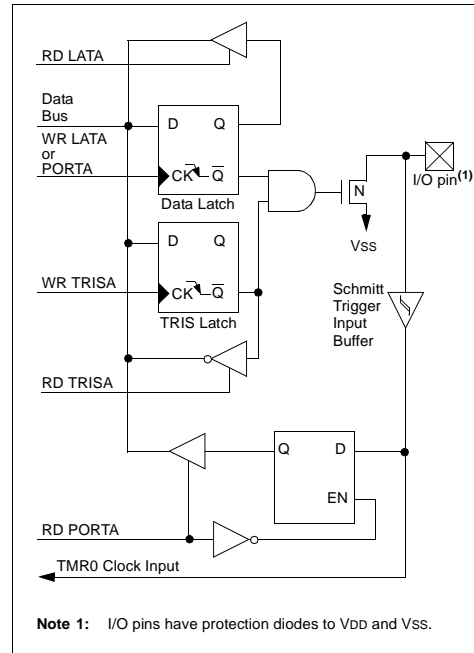 RD LATA
Data
Bus
D Q
WR LATA
or
PORTA
CK Q
Data Latch
N
I/O pin(1)
VSS
D Q
WR TRISA
CK Q
TRIS Latch
Schmitt
Trigger
Input
Buffer
RD TRISA
Q D
EN
RD PORTA
TMR0 Clock Input
Note 1: I/O pins have protection diodes to VDD and VSS.